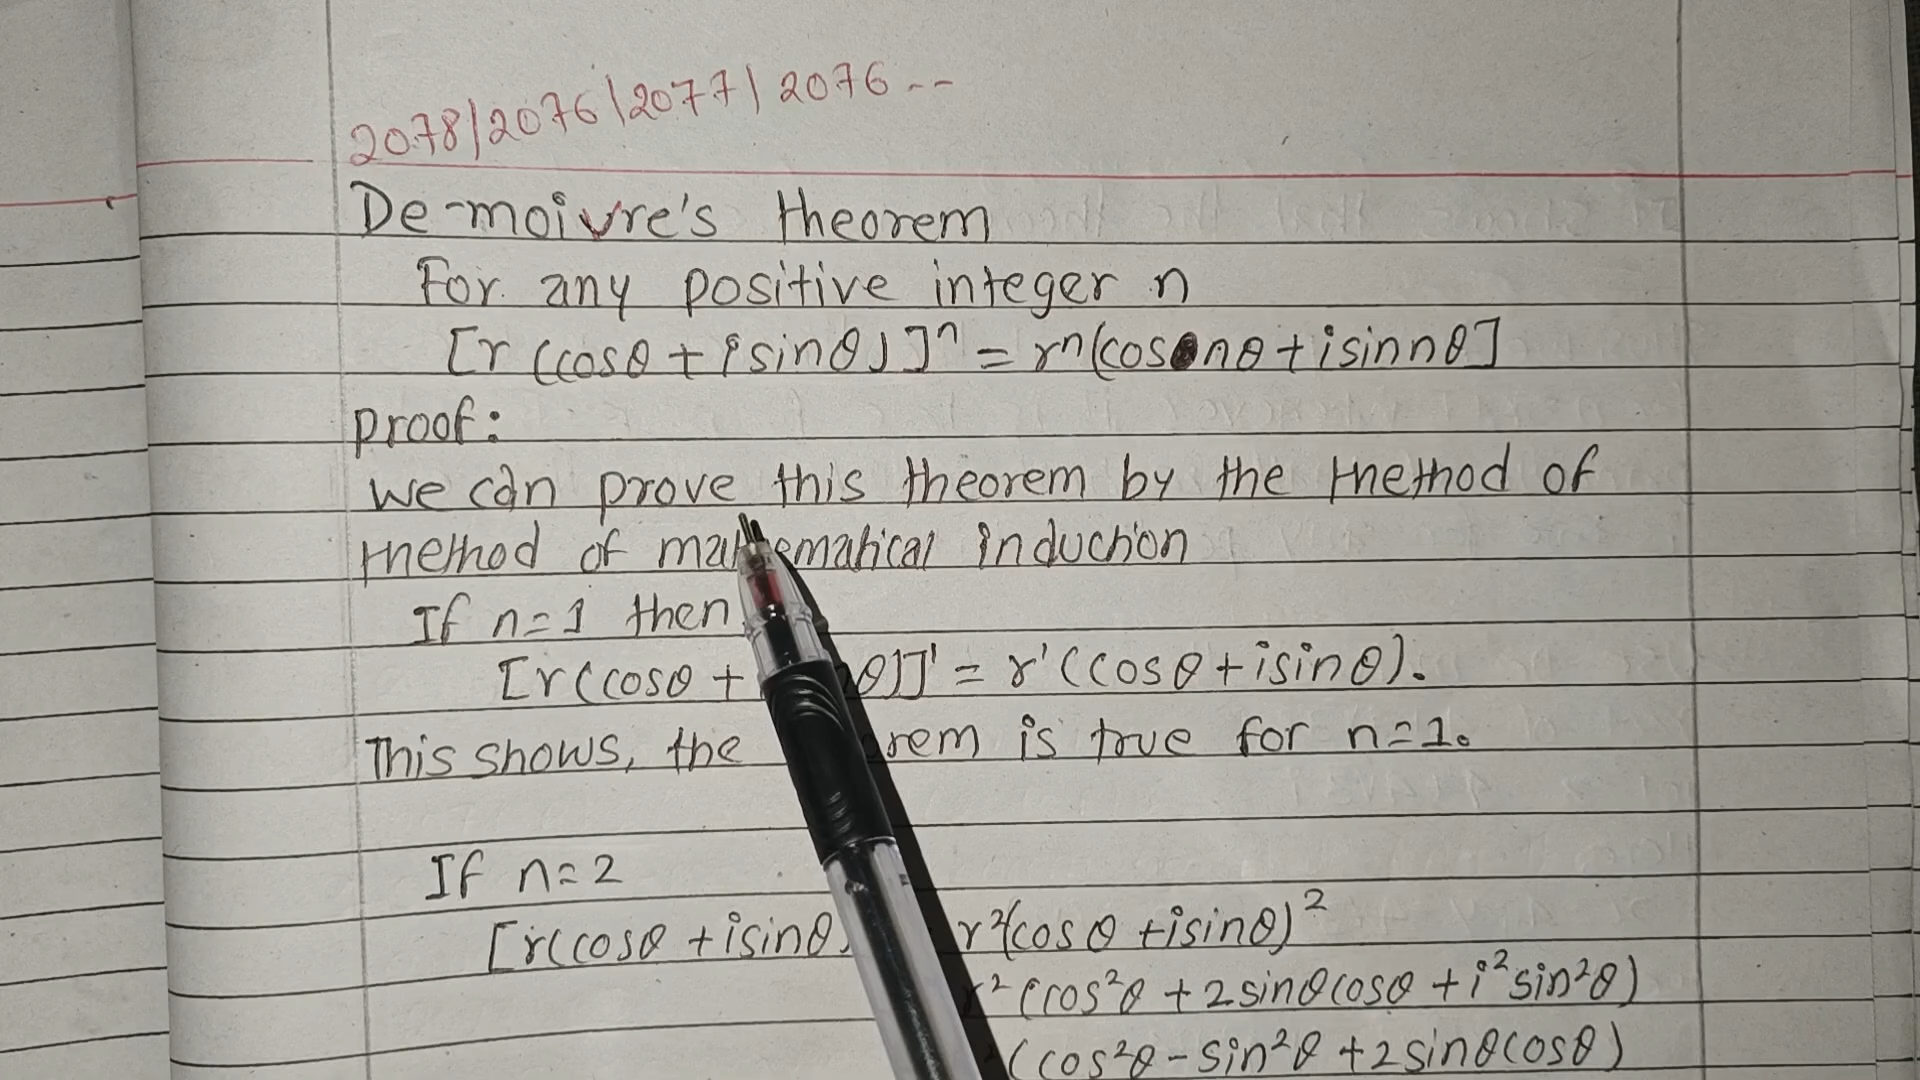 2078/2076/2077/2076--
De-moivre's theorem
For any positive integer n
[r(cosθ + isinθ)]ⁿ = rⁿ(cosnθ + isinnθ]
proof:
we can prove this theorem by the method of
method of mathematical induction
If n=1 then
[r(cosθ + nθ)]¹ = r¹(cosθ + isinθ).
This shows, the rem is true for n=1.
If n=2
[r(cosθ + isinθ r²(cosθ + isinθ)²
r²(cos²θ + 2sinθcosθ + i²sin²θ)
(cos²θ - sin²θ + 2sinθcosθ)